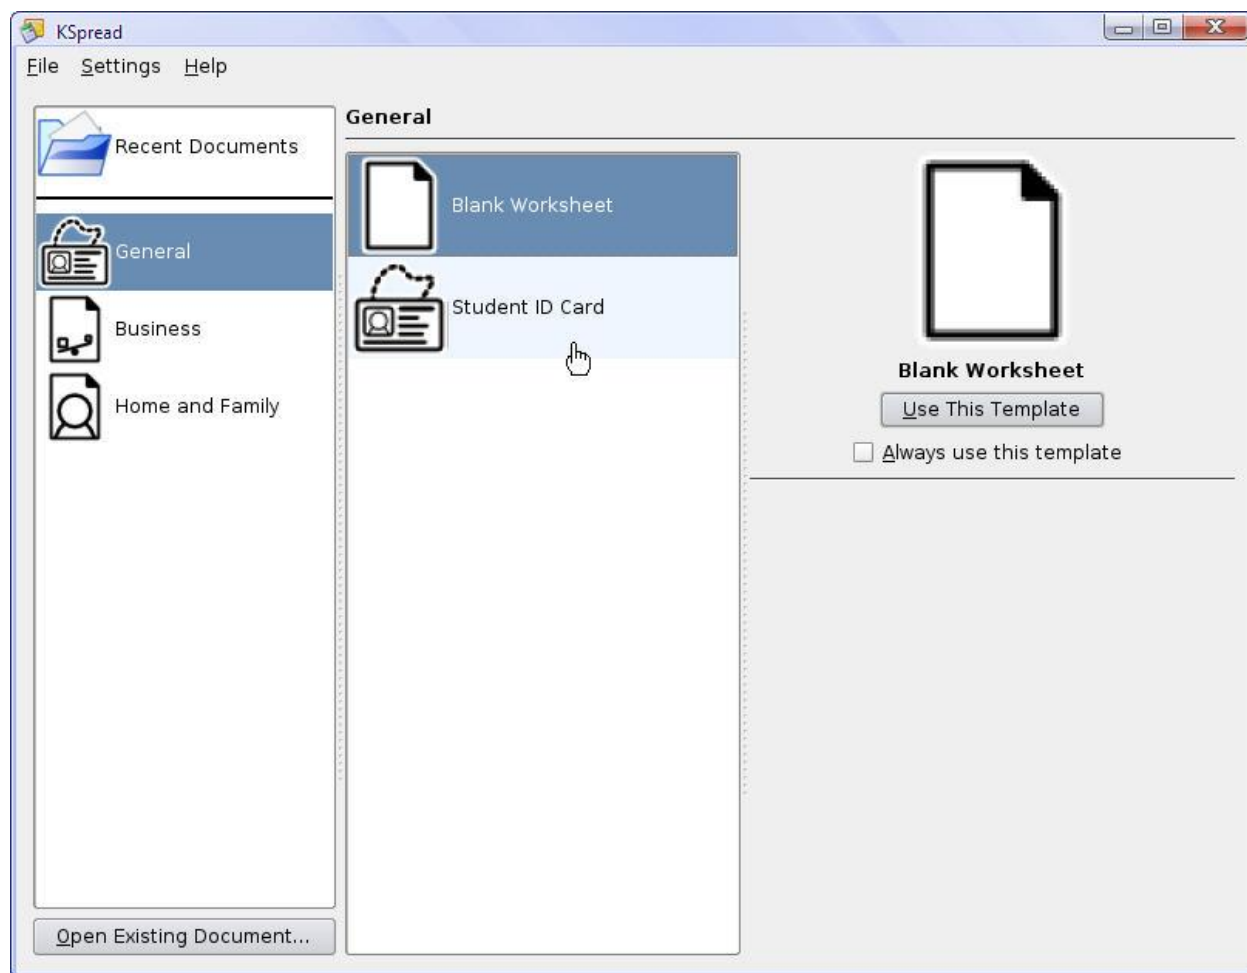 KSpread
File Settings Help
Recent Documents
General
Business
Home and Family
Open Existing Document...
General
Blank Worksheet
Student ID Card
Blank Worksheet
Use This Template
Always use this template